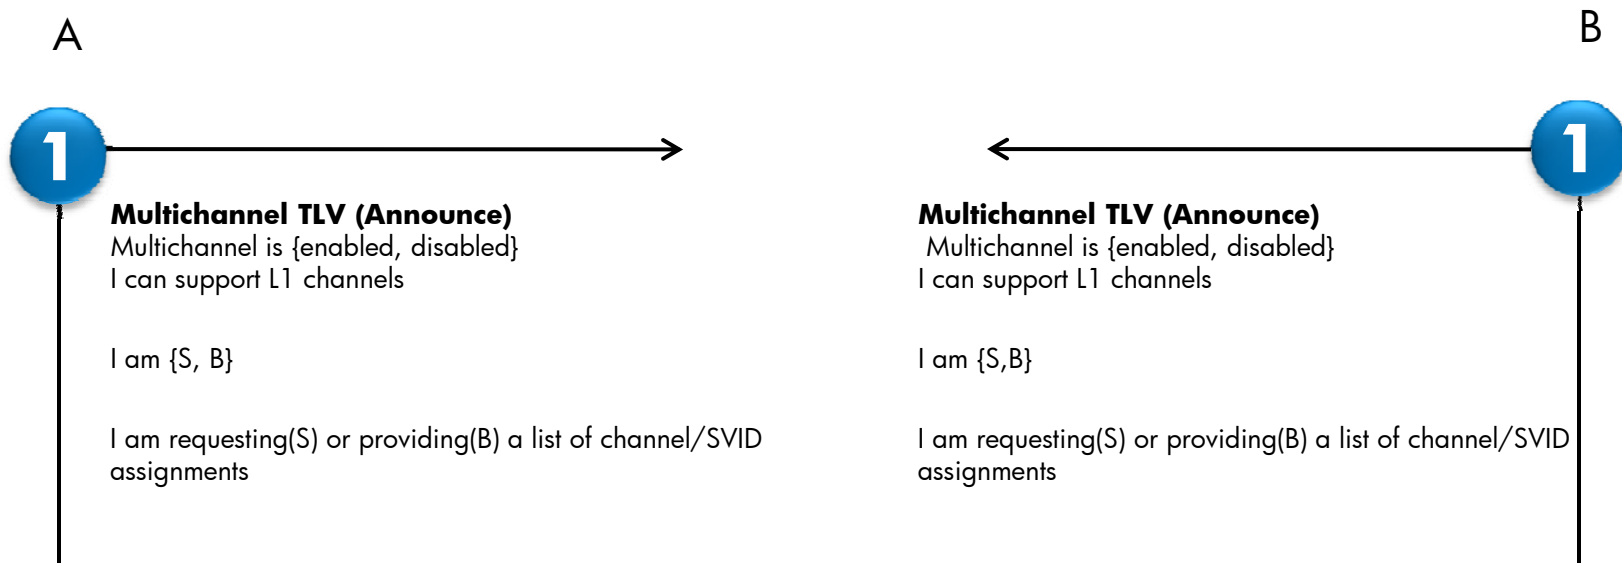 A
B
1
1
Multichannel TLV (Announce)
Multichannel is {enabled, disabled}
I can support L1 channels
I am {S, B}
I am requesting(S) or providing(B) a list of channel/SVID
assignments
Multichannel TLV (Announce)
Multichannel is {enabled, disabled}
I can support L1 channels
I am {S,B}
I am requesting(S) or providing(B) a list of channel/SVID
assignments